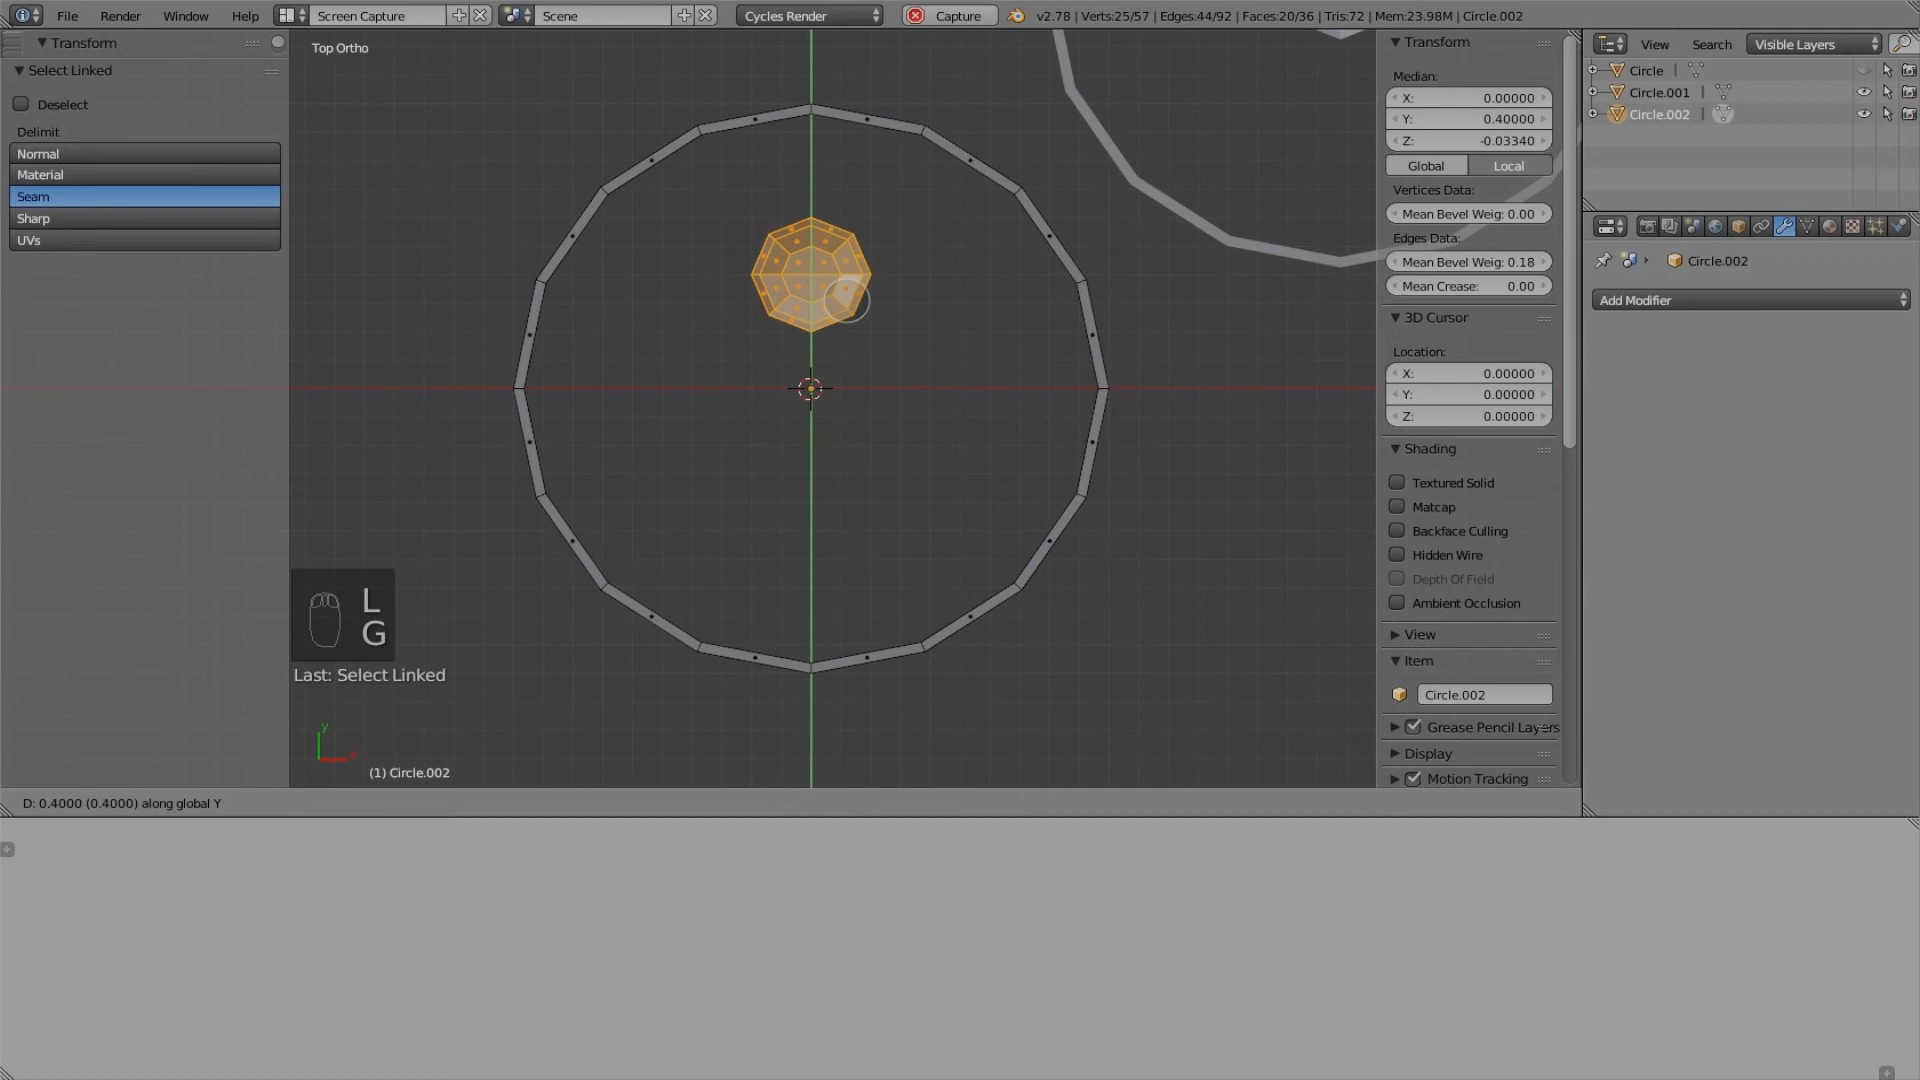 File Render Window Help Screen Capture Scene Cycles Render Capture v2.78 | Verts:25/57 | Edges:44/92 | Faces:20/36 | Tris:72 | Mem:23.98M | Circle.002
Transform
Select Linked
Deselect
Delimit
Normal
Material
Seam
Sharp
UVs
Top Ortho
L
G
Last: Select Linked
y
x
(1) Circle.002
D: 0.4000 (0.4000) along global Y
Transform
Median:
X: 0.00000
Y: 0.40000
Z: -0.03340
Global Local
Vertices Data:
Mean Bevel Weig: 0.00
Edges Data:
Mean Bevel Weig: 0.18
Mean Crease: 0.00
3D Cursor
Location:
X: 0.00000
Y: 0.00000
Z: 0.00000
Shading
Textured Solid
Matcap
Backface Culling
Hidden Wire
Depth Of Field
Ambient Occlusion
View
Item
Circle.002
Grease Pencil Layers
Display
Motion Tracking
View Search Visible Layers
Circle
Circle.001
Circle.002
Circle.002
Add Modifier